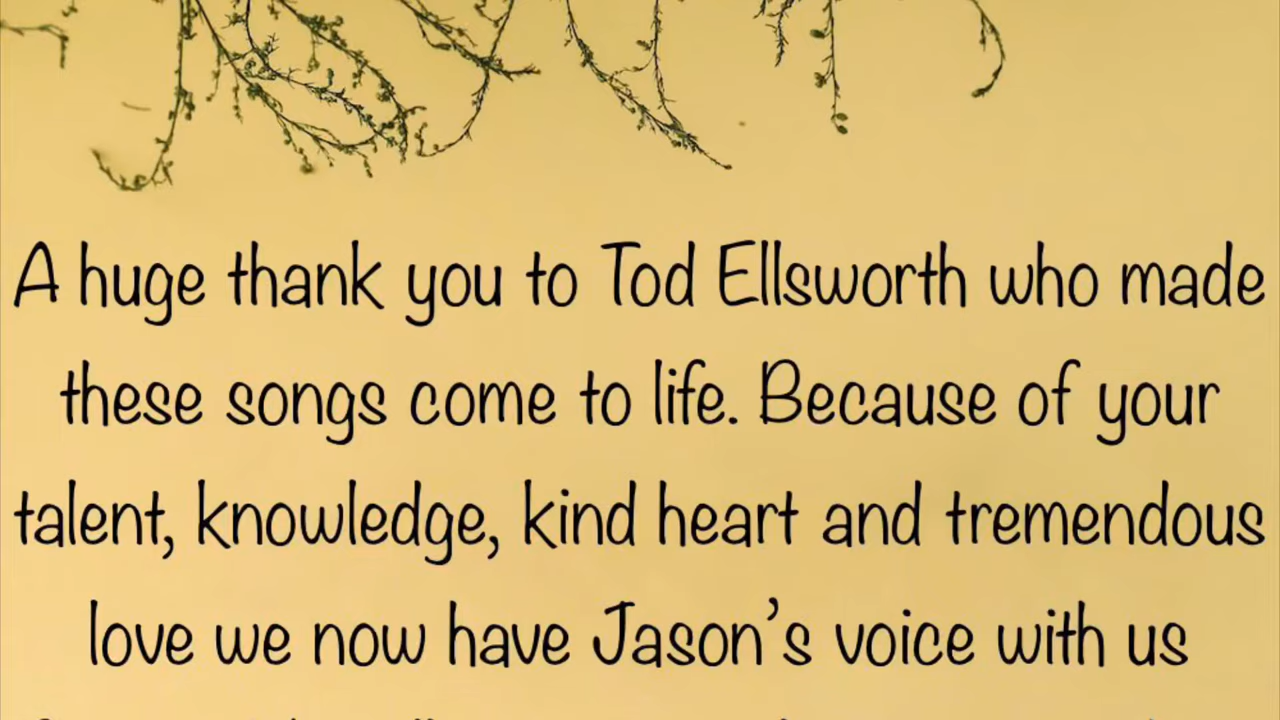 A huge thank you to Tod Ellsworth who made
these songs come to life. Because of your
talent, knowledge, kind heart and tremendous
love we now have Jason's voice with us